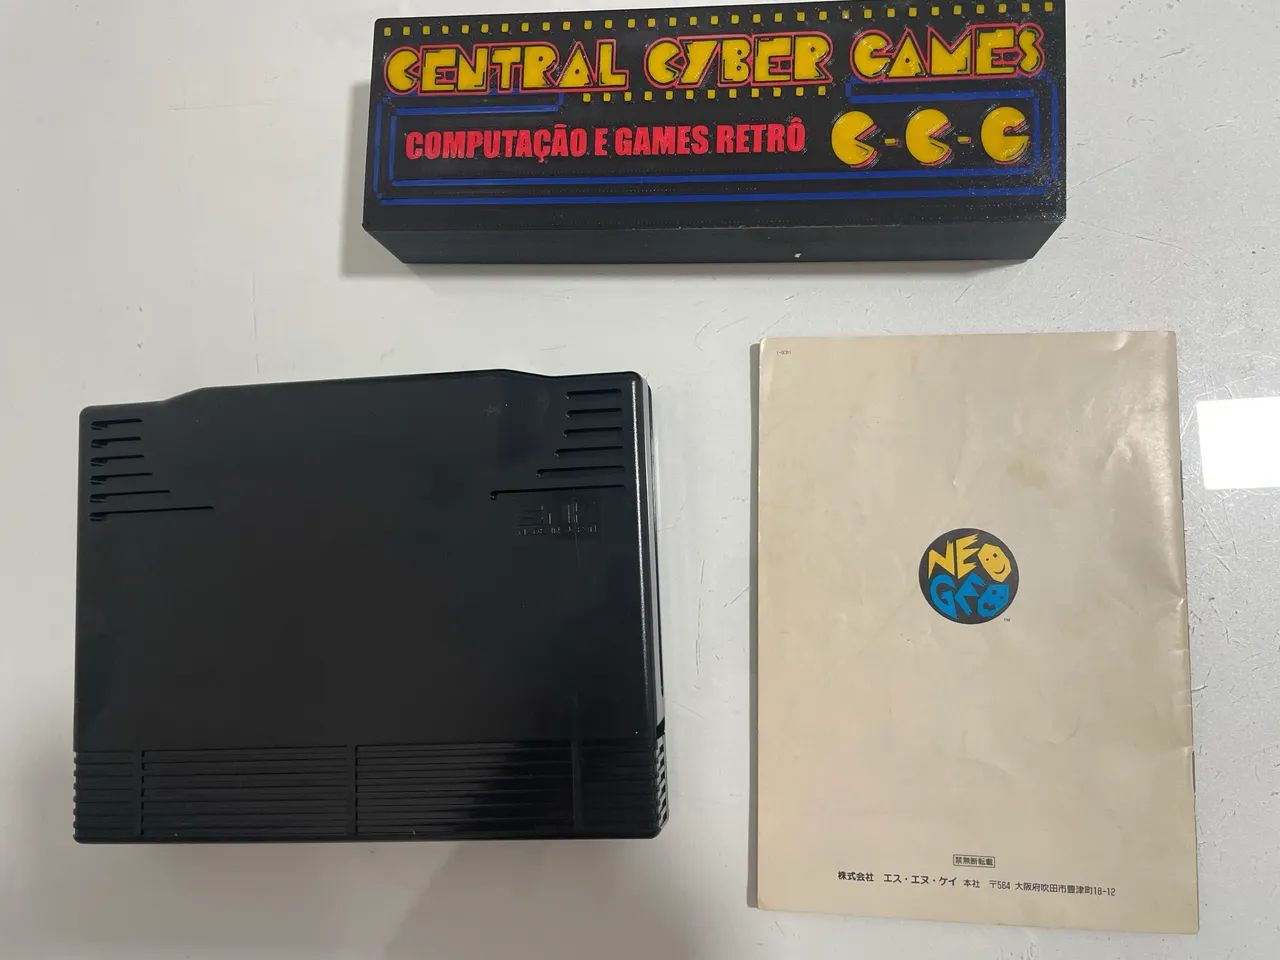 CENTRAL CYBER GAMES
COMPUTAÇÃO E GAMES RETRÔ C-C-G
NEO
GEO
TM
禁無断転載
株式会社 エス・エヌ・ケイ 本社 〒564 大阪府吹田市豊津町18-12